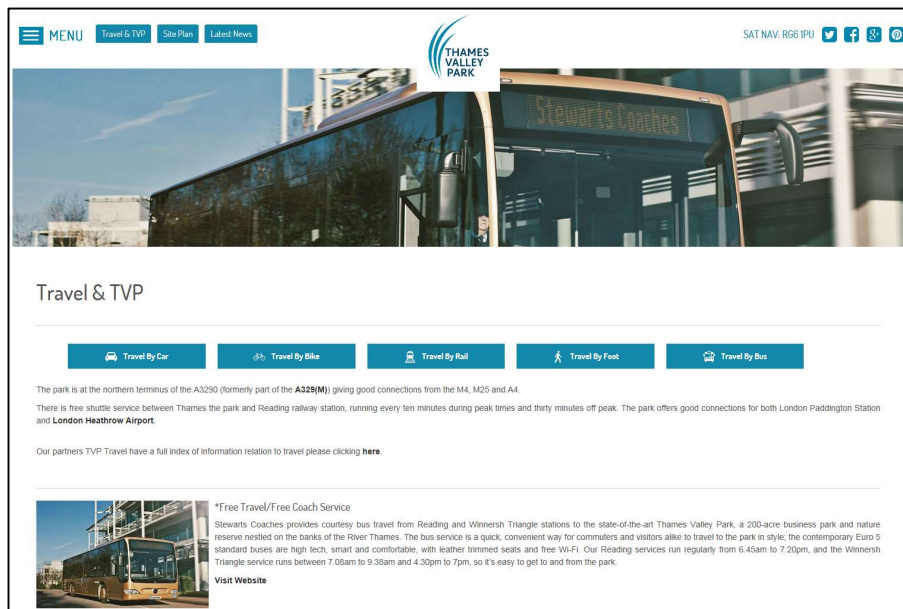 MENU
Travel & TVP
Site Plan
Latest News
THAMES
VALLEY
PARK
SAT NAV: RG6 1PU
Stewarts Coaches
Travel & TVP
Travel By Car
Travel By Bike
Travel By Rail
Travel By Foot
Travel By Bus
The park is at the northern terminus of the A3290 (formerly part of the A329(M)) giving good connections from the M4, M25 and A4.
There is free shuttle service between Thames the park and Reading railway station, running every ten minutes during peak times and thirty minutes off peak. The park offers good connections for both London Paddington Station
and London Heathrow Airport.
Our partners TVP Travel have a full index of information relation to travel please clicking here.
*Free Travel/Free Coach Service
Stewarts Coaches provides courtesy bus travel from Reading and Winnersh Triangle stations to the state-of-the-art Thames Valley Park, a 200-acre business park and nature
reserve nestled on the banks of the River Thames. The bus service is a quick, convenient way for commuters and visitors alike to travel to the park in style; the contemporary Euro 5
standard buses are high tech, smart and comfortable, with leather trimmed seats and free Wi-Fi. Our Reading services run regularly from 6.45am to 7.20pm, and the Winnersh
Triangle service runs between 7.08am to 9.38am and 4.30pm to 7pm, so it's easy to get to and from the park.
Visit Website